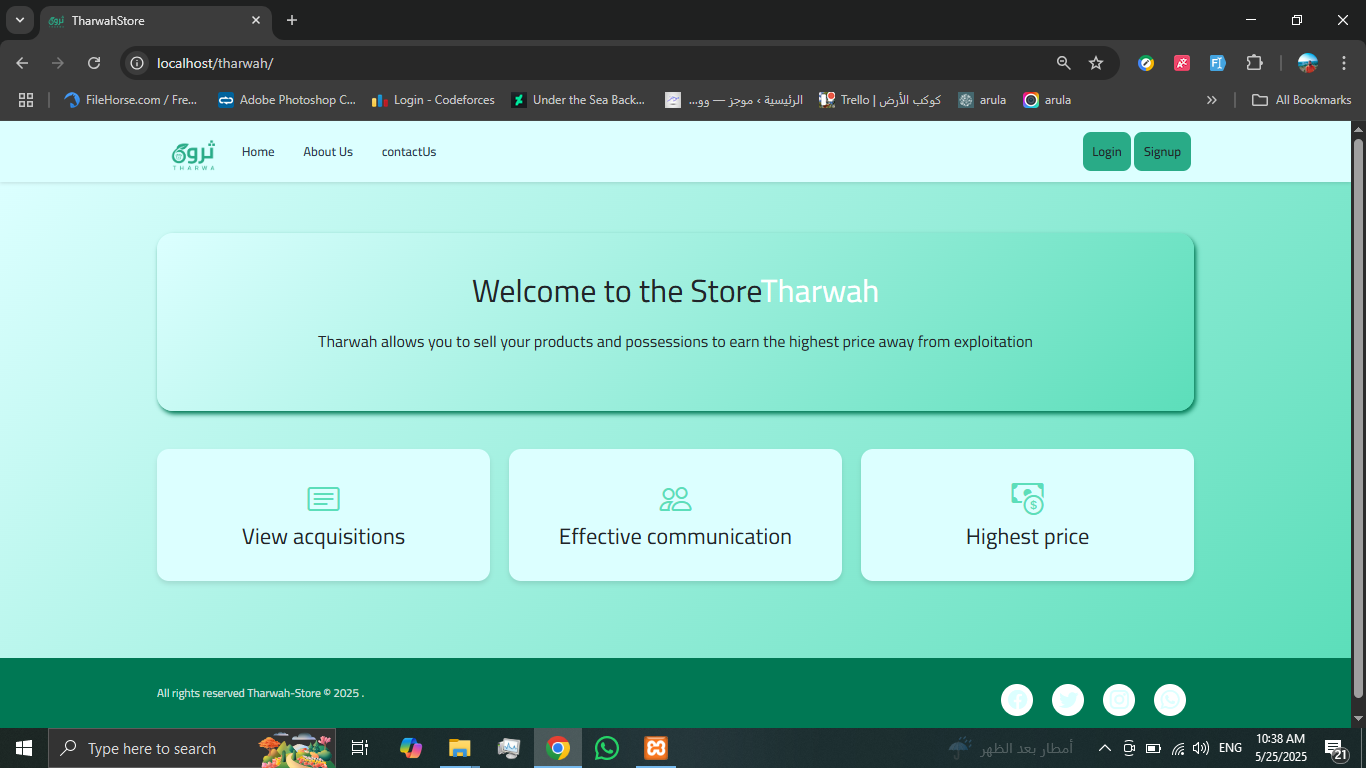 TharwahStore
localhost/tharwah/
FileHorse.com / Fre...
Adobe Photoshop C...
Login - Codeforces
Under the Sea Back...
الرئيسية › موجز — وو...
Trello | كوكب الأرض
arula
arula
All Bookmarks
ثروة
THARWA
Home
About Us
contactUs
Login
Signup
Welcome to the StoreTharwah
Tharwah allows you to sell your products and possessions to earn the highest price away from exploitation
View acquisitions
Effective communication
Highest price
All rights reserved Tharwah-Store © 2025 .
Type here to search
أمطار بعد الظهر
ENG
10:38 AM
5/25/2025
21